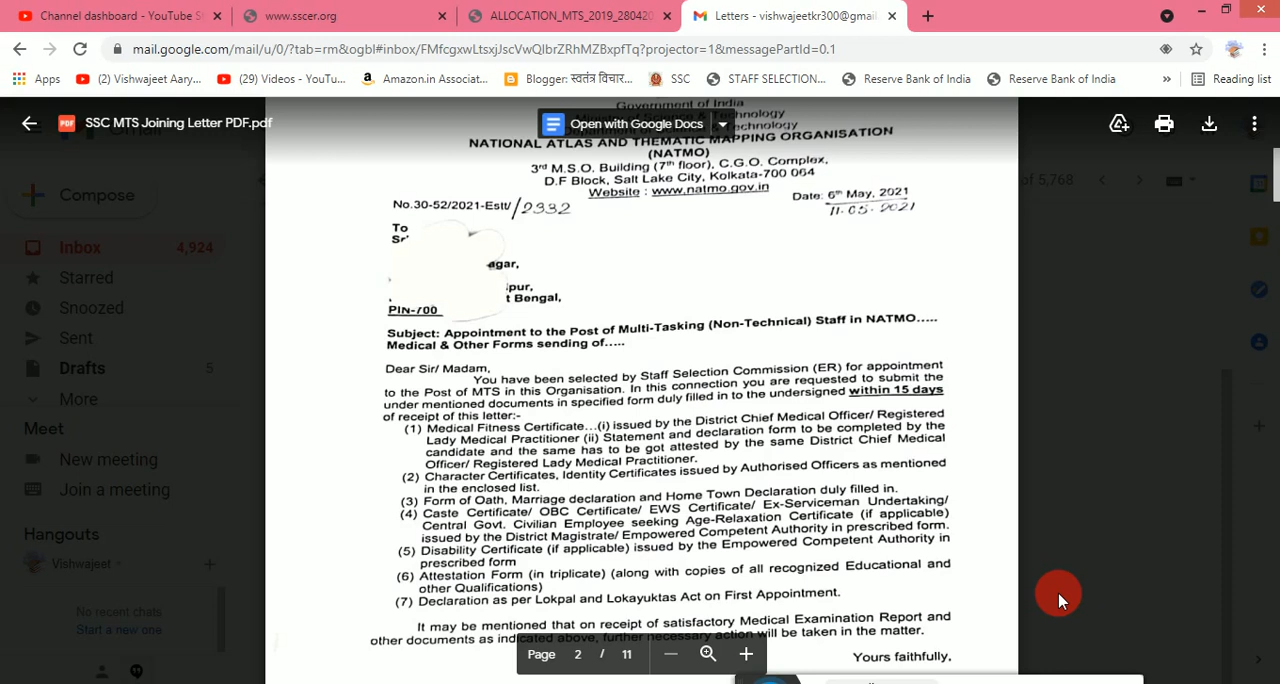 Channel dashboard - YouTube S
www.sscer.org
ALLOCATION_MTS_2019_280420
Letters - vishwajeetkr300@gmai
mail.google.com/mail/u/0/?tab=rm&ogbl#inbox/FMfcgxwLtsxjJscVwQlbrZRhMZBxpfTq?projector=1&messagePartId=0.1
Apps
(2) Vishwajeet Aary...
(29) Videos - YouTu...
Amazon.in Associat...
Blogger: स्वतंत्र विचार...
SSC
STAFF SELECTION...
Reserve Bank of India
Reserve Bank of India
»
Reading list
SSC MTS Joining Letter PDF.pdf
Open with Google Docs
Compose
Inbox 4,924
Starred
Snoozed
Sent
Drafts 5
More
Meet
New meeting
Join a meeting
Hangouts
Vishwajeet
No recent chats
Start a new one
of 5,768
Government of India
Ministry of Science & Technology
Department of Science & Technology
NATIONAL ATLAS AND THEMATIC MAPPING ORGANISATION
(NATMO)
3rd M.S.O. Building (7th floor), C.G.O. Complex,
D.F Block, Salt Lake City, Kolkata-700 064
Website : www.natmo.gov.in
No.30-52/2021-Estt/ /2332
Date: 6th May, 2021
11.05.2021
To
agar,
t Bengal,
PIN-700
Subject: Appointment to the Post of Multi-Tasking (Non-Technical) Staff in NATMO.....
Medical & Other Forms sending of.....
Dear Sir/ Madam,
You have been selected by Staff Selection Commission (ER) for appointment
to the Post of MTS in this Organisation. In this connection you are requested to submit the
under mentioned documents in specified form duly filled in to the undersigned within 15 days
of receipt of this letter:-
(1) Medical Fitness Certificate...(i) issued by the District Chief Medical Officer/ Registered
Lady Medical Practitioner (ii) Statement and declaration form to be completed by the
candidate and the same has to be got attested by the same District Chief Medical
Officer/ Registered Lady Medical Practitioner.
(2) Character Certificates, Identity Certificates issued by Authorised Officers as mentioned
in the enclosed list.
(3) Form of Oath, Marriage declaration and Home Town Declaration duly filled in.
(4) Caste Certificate/ OBC Certificate/ EWS Certificate/ Ex-Serviceman Undertaking/
Central Govt. Civilian Employee seeking Age-Relaxation Certificate (if applicable)
issued by the District Magistrate/ Empowered Competent Authority in prescribed form.
(5) Disability Certificate (if applicable) issued by the Empowered Competent Authority in
prescribed form
(6) Attestation Form (in triplicate) (along with copies of all recognized Educational and
other Qualifications)
(7) Declaration as per Lokpal and Lokayuktas Act on First Appointment.
It may be mentioned that on receipt of satisfactory Medical Examination Report and
other documents as indicated above, further necessary action will be taken in the matter.
Yours faithfully,
Page 2 / 11